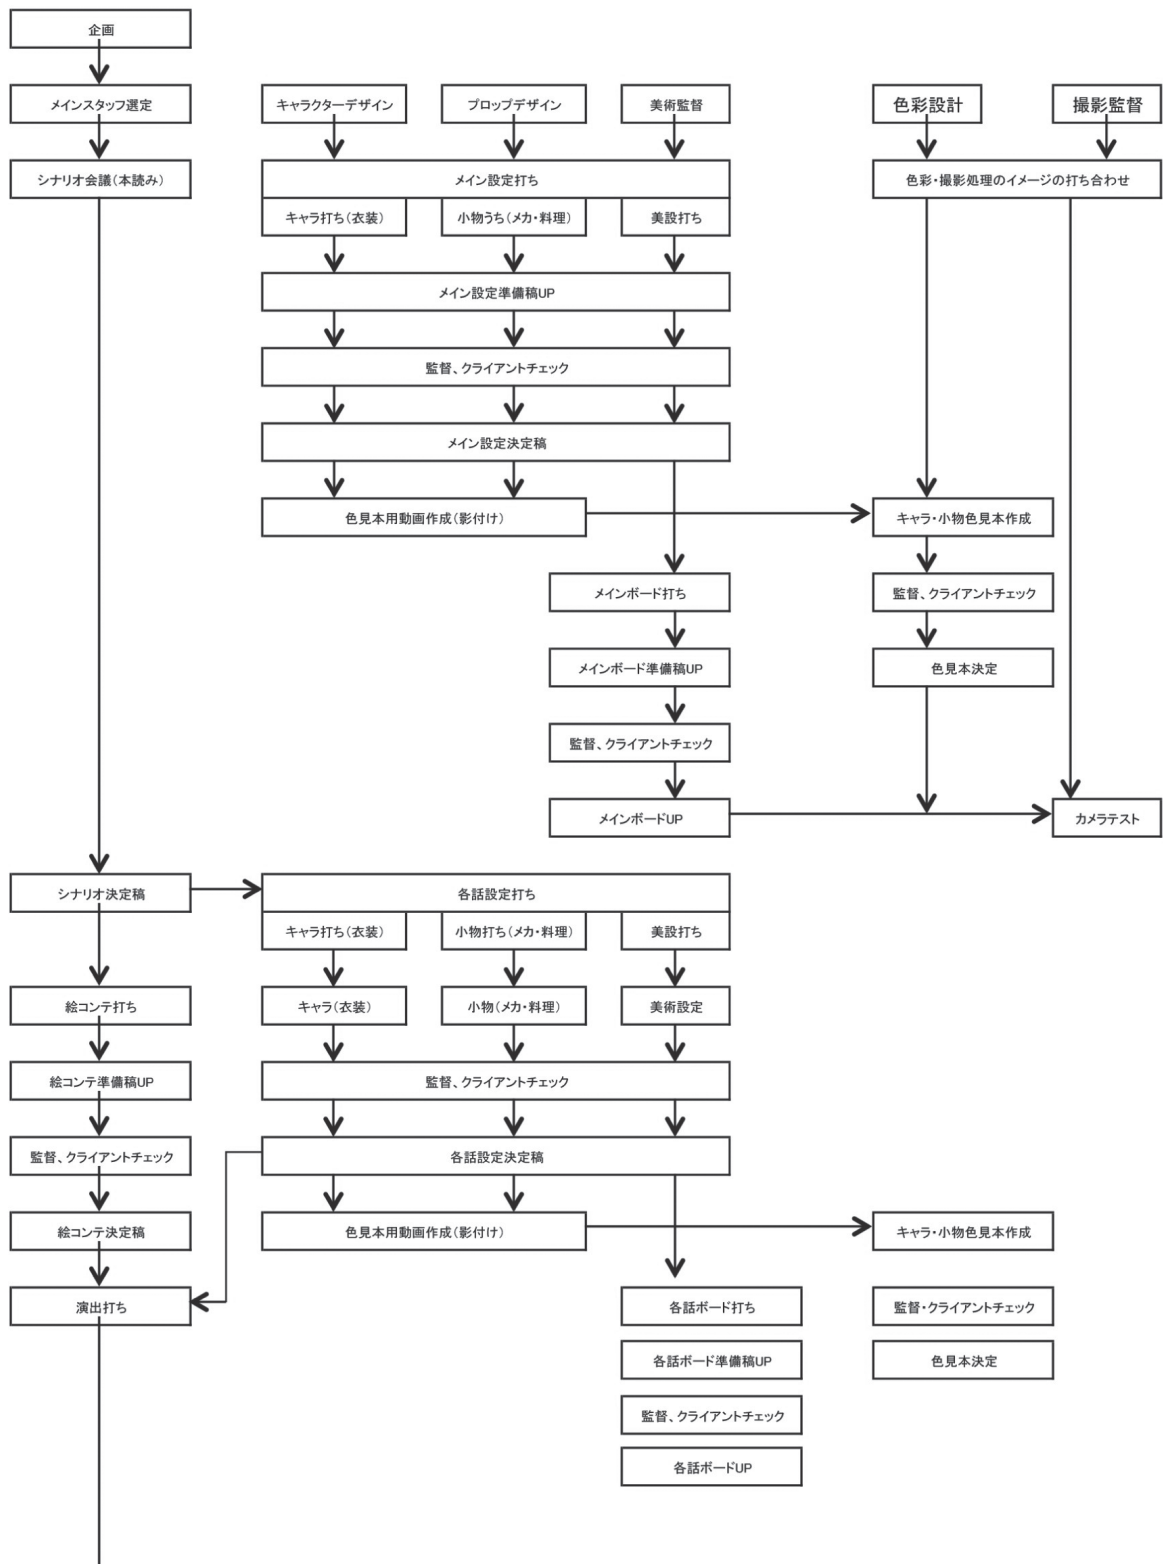 企画
メインスタッフ選定
キャラクターデザイン
プロップデザイン
美術監督
色彩設計
撮影監督
シナリオ会議(本読み)
メイン設定打ち
色彩・撮影処理のイメージの打ち合わせ
キャラ打ち(衣装)
小物うち(メカ・料理)
美設打ち
メイン設定準備稿UP
監督、クライアントチェック
メイン設定決定稿
色見本用動画作成(影付け)
キャラ・小物色見本作成
メインボード打ち
監督、クライアントチェック
メインボード準備稿UP
色見本決定
監督、クライアントチェック
メインボードUP
カメラテスト
シナリオ決定稿
各話設定打ち
キャラ打ち(衣装)
小物打ち(メカ・料理)
美設打ち
絵コンテ打ち
キャラ(衣装)
小物(メカ・料理)
美術設定
絵コンテ準備稿UP
監督、クライアントチェック
監督、クライアントチェック
各話設定決定稿
絵コンテ決定稿
色見本用動画作成(影付け)
キャラ・小物色見本作成
演出打ち
各話ボード打ち
監督・クライアントチェック
各話ボード準備稿UP
色見本決定
監督、クライアントチェック
各話ボードUP